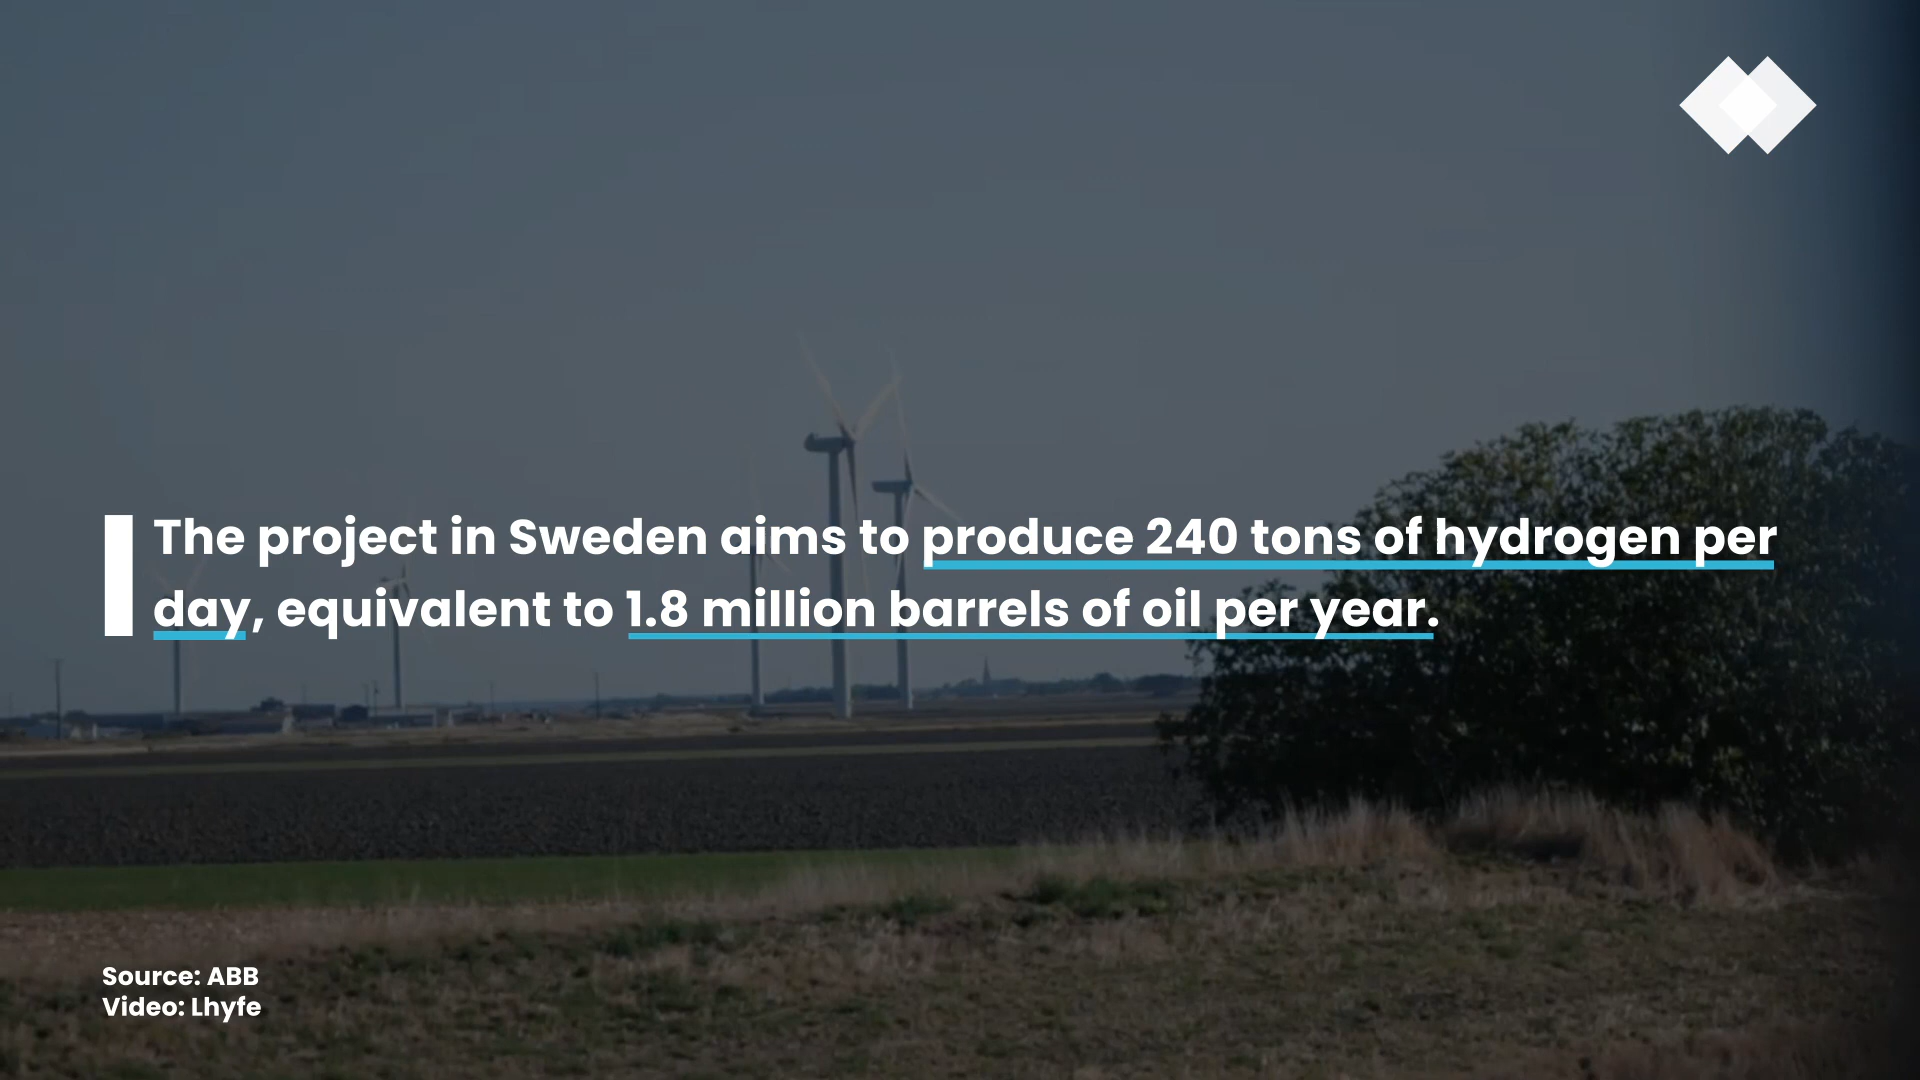 The project in Sweden aims to produce 240 tons of hydrogen per
day, equivalent to 1.8 million barrels of oil per year.
Source: ABB
Video: Lhyfe